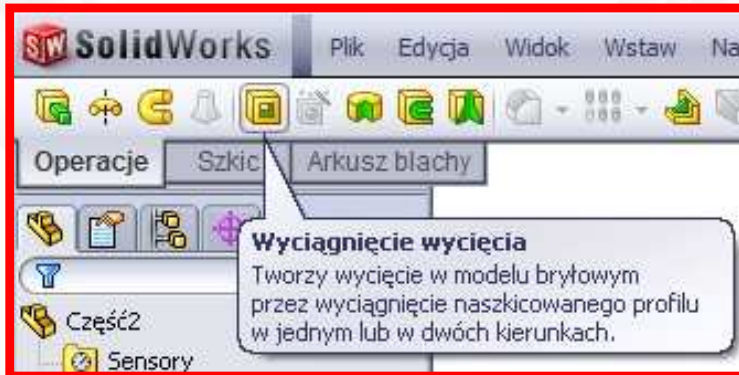 SolidWorks Plik Edycja Widok Wstaw Na
Operacje Szkic Arkusz blachy
Wyciągnięcie wycięcia
Tworzy wycięcie w modelu bryłowym
przez wyciągnięcie naszkicowanego profilu
w jednym lub w dwóch kierunkach.
Część2
Sensory